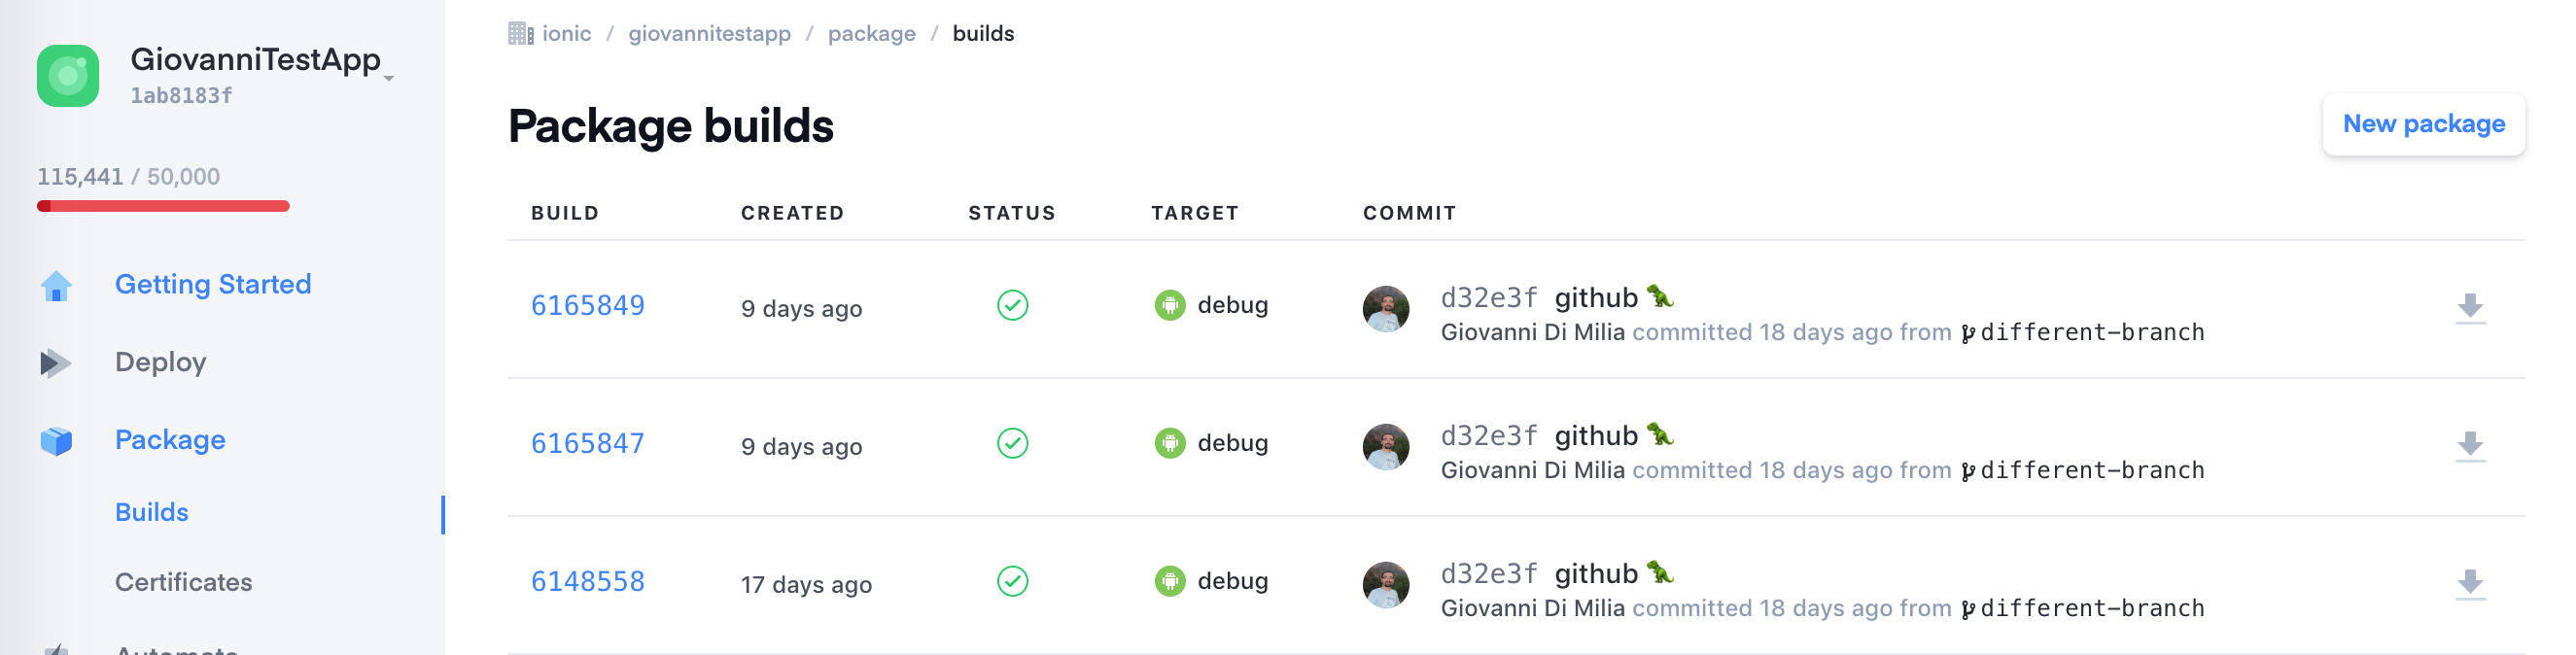 GiovanniTestApp
1ab8183f
115,441 / 50,000
Getting Started
Deploy
Package
Builds
Certificates
Automate
ionic / giovannitestapp / package / builds
Package builds
New package
BUILD CREATED STATUS TARGET COMMIT
6165849 9 days ago debug d32e3f github 🦖
Giovanni Di Milia committed 18 days ago from different-branch
6165847 9 days ago debug d32e3f github 🦖
Giovanni Di Milia committed 18 days ago from different-branch
6148558 17 days ago debug d32e3f github 🦖
Giovanni Di Milia committed 18 days ago from different-branch